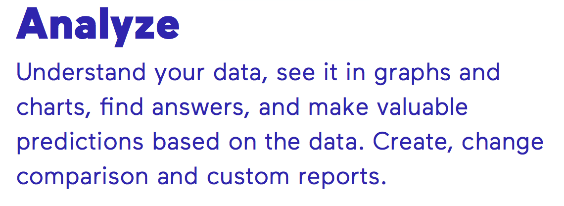 Analyze
Understand your data, see it in graphs and
charts, find answers, and make valuable
predictions based on the data. Create, change
comparison and custom reports.